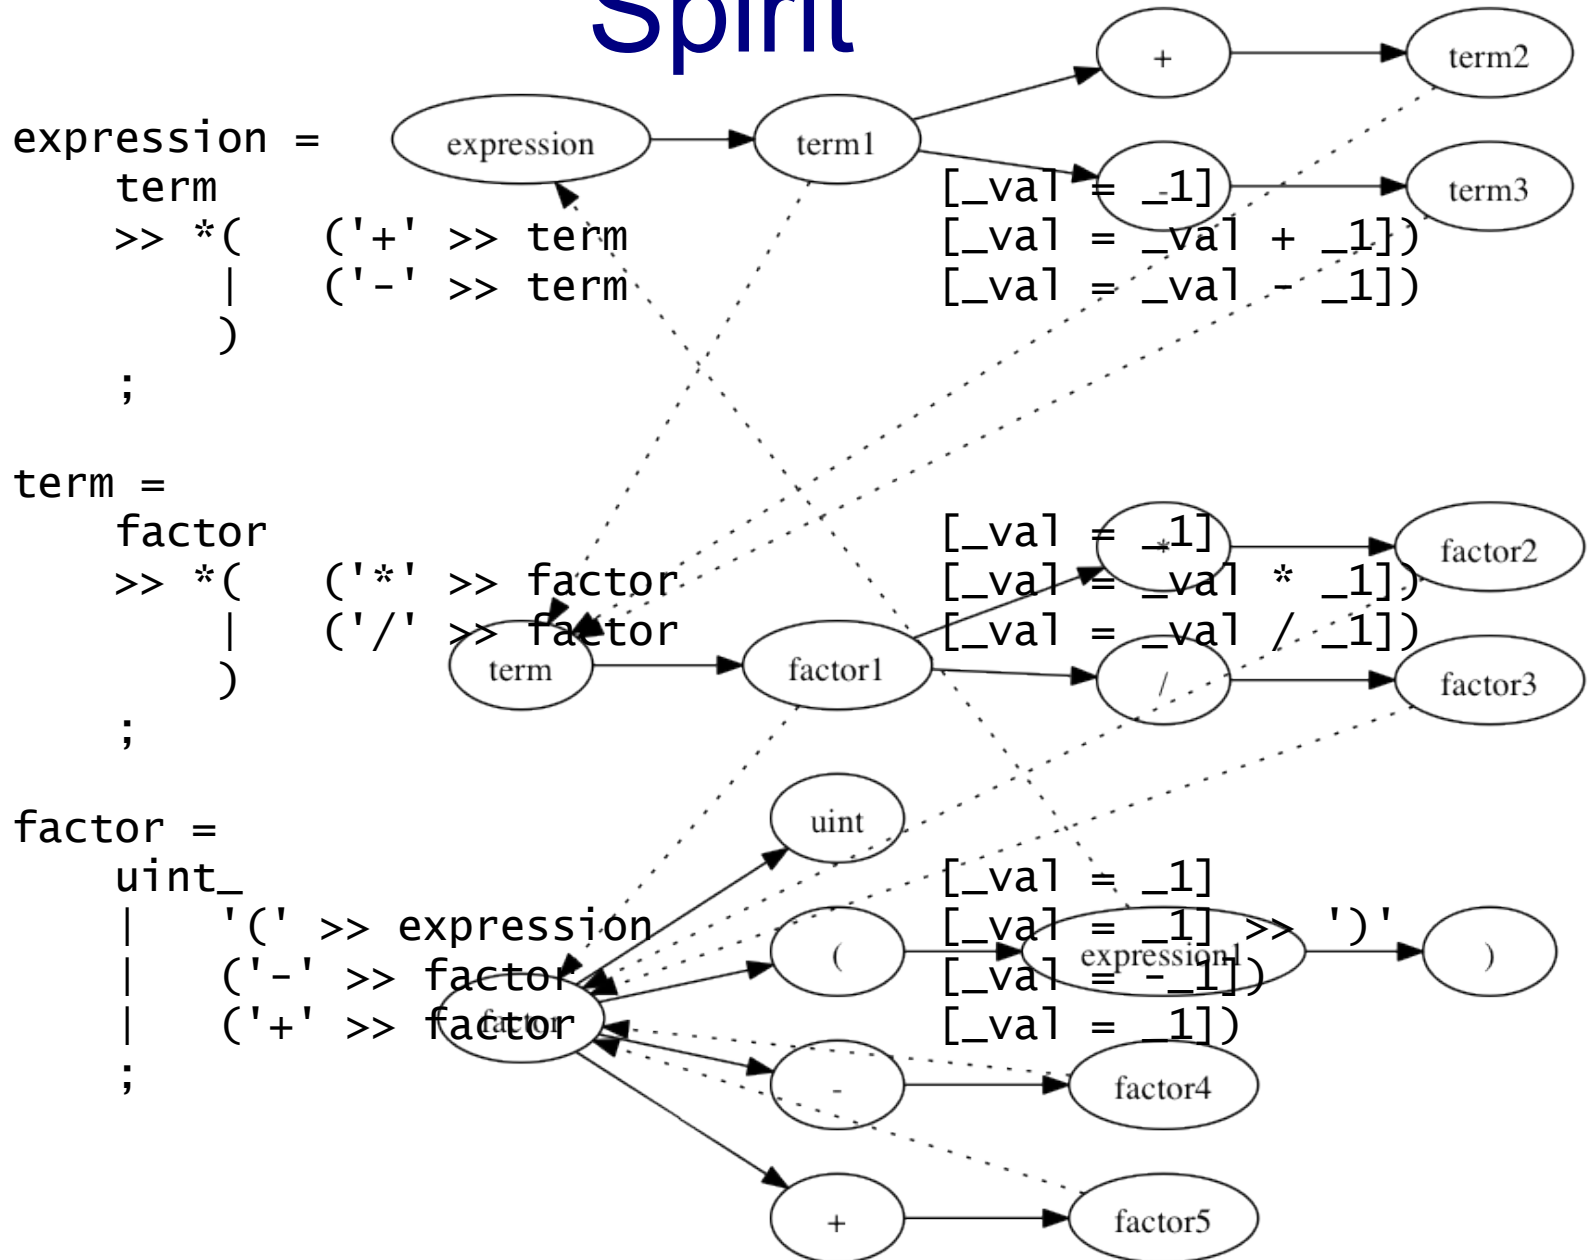 Spirit
expression =
term [_val = _1]
>> *( ('+' >> term [_val = _val + _1])
| ('-' >> term [_val = _val - _1])
)
;
term =
factor [_val = _1]
>> *( ('*' >> factor [_val = _val * _1])
| ('/' >> factor [_val = _val / _1])
)
;
factor =
uint_ [_val = _1]
| '(' >> expression [_val = _1] >> ')'
| ('-' >> factor [_val = -_1])
| ('+' >> factor [_val = _1])
;
expression
term1
+
term2
-
term3
term
factor1
*
factor2
/
factor3
factor
uint
(
expression1
)
-
factor4
+
factor5